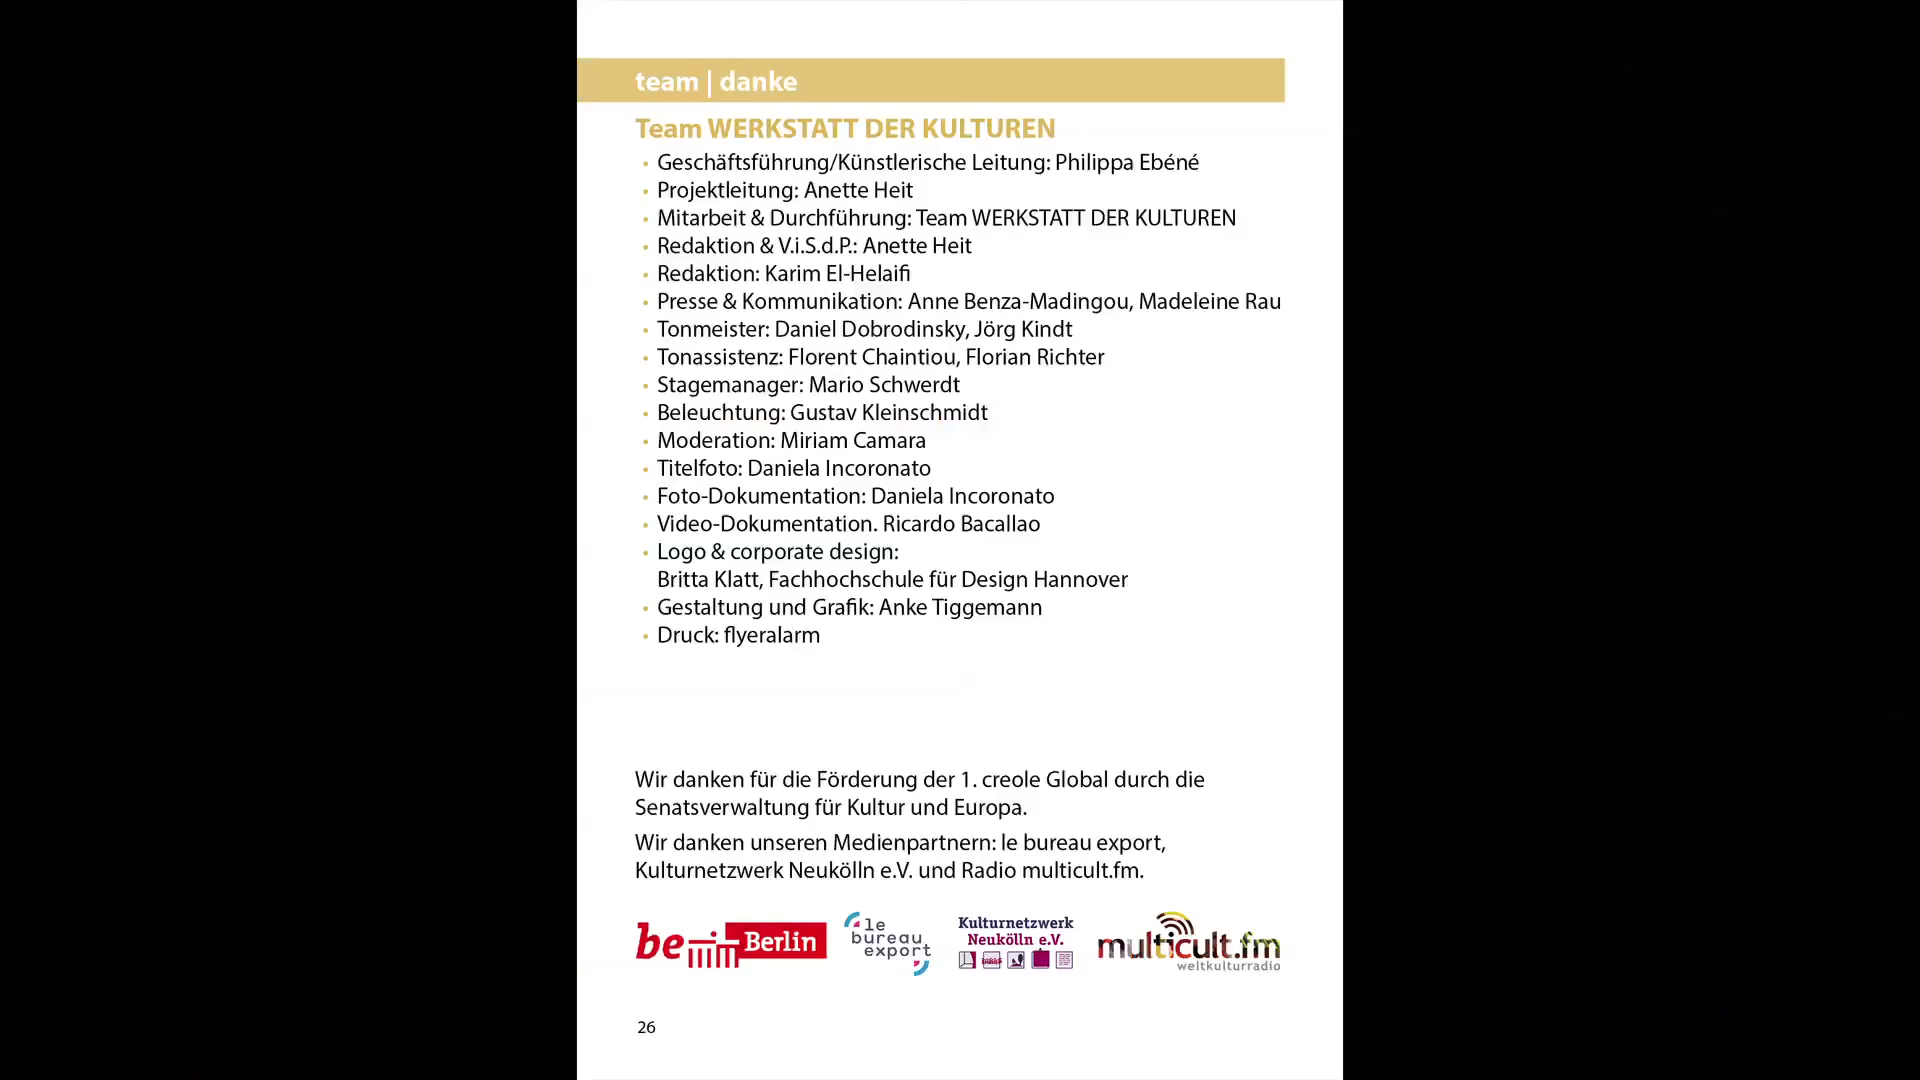 team | danke
Team WERKSTATT DER KULTUREN
• Geschäftsführung/Künstlerische Leitung: Philippa Ebéné
• Projektleitung: Anette Heit
• Mitarbeit & Durchführung: Team WERKSTATT DER KULTUREN
• Redaktion & V.i.S.d.P.: Anette Heit
• Redaktion: Karim El-Helaifi
• Presse & Kommunikation: Anne Benza-Madingou, Madeleine Rau
• Tonmeister: Daniel Dobrodinsky, Jörg Kindt
• Tonassistenz: Florent Chaintiou, Florian Richter
• Stagemanager: Mario Schwerdt
• Beleuchtung: Gustav Kleinschmidt
• Moderation: Miriam Camara
• Titelfoto: Daniela Incoronato
• Foto-Dokumentation: Daniela Incoronato
• Video-Dokumentation. Ricardo Bacallao
• Logo & corporate design:
Britta Klatt, Fachhochschule für Design Hannover
• Gestaltung und Grafik: Anke Tiggemann
• Druck: flyeralarm
Wir danken für die Förderung der 1. creole Global durch die
Senatsverwaltung für Kultur und Europa.
Wir danken unseren Medienpartnern: le bureau export,
Kulturnetzwerk Neukölln e.V. und Radio multicult.fm.
be Berlin
le
bureau
export
Kulturnetzwerk
Neukölln e.V.
multicult.fm
weltkulturradio
26